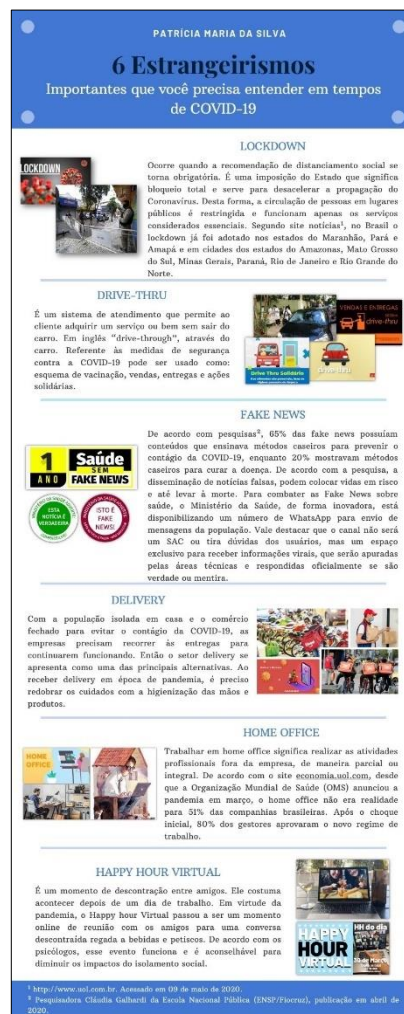 PATRÍCIA MARIA DA SILVA
6 Estrangeirismos
Importantes que você precisa entender em tempos
de COVID-19
LOCKDOWN
LOCKDOWN
Ocorre quando a recomendação de distanciamento social se
torna obrigatória. É uma imposição do Estado que significa
bloqueio total e serve para desacelerar a propagação do
Coronavírus. Desta forma, a circulação de pessoas em lugares
públicos é restringida e funcionam apenas os serviços
considerados essenciais. Segundo site notícias¹, no Brasil o
lockdown já foi adotado nos estados do Maranhão, Pará e
Amapá e em cidades dos estados do Amazonas, Mato Grosso
do Sul, Minas Gerais, Paraná, Rio de Janeiro e Rio Grande do
Norte.
DRIVE-THRU
É um sistema de atendimento que permite ao
cliente adquirir um serviço ou bem sem sair do
carro. Em inglês "drive-through", através do
carro. Referente às medidas de segurança
contra a COVID-19 pode ser usado como:
esquema de vacinação, vendas, entregas e ações
solidárias.
VENDAS E ENTREGAS
drive-thru
Drive Thru Solidário
drive-thru
FAKE NEWS
1
ANO
Saúde
SEM
FAKE NEWS
ESTA
NOTÍCIA É
VERDADEIRA
ISTO É
FAKE
NEWS!
De acordo com pesquisas², 65% das fake news possuíam
conteúdos que ensinava métodos caseiros para prevenir o
contágio da COVID-19, enquanto 20% mostravam métodos
caseiros para curar a doença. De acordo com a pesquisa, a
disseminação de notícias falsas, podem colocar vidas em risco
e até levar à morte. Para combater as Fake News sobre
saúde, o Ministério da Saúde, de forma inovadora, está
disponibilizando um número de WhatsApp para envio de
mensagens da população. Vale destacar que o canal não será
um SAC ou tira dúvidas dos usuários, mas um espaço
exclusivo para receber informações virais, que serão apuradas
pelas áreas técnicas e respondidas oficialmente se são
verdade ou mentira.
DELIVERY
Com a população isolada em casa e o comércio
fechado para evitar o contágio da COVID-19, as
empresas precisam recorrer às entregas para
continuarem funcionando. Então o setor delivery se
apresenta como uma das principais alternativas. Ao
receber delivery em época de pandemia, é preciso
redobrar os cuidados com a higienização das mãos e
produtos.
HOME OFFICE
HOME
OFFICE
Trabalhar em home office significa realizar as atividades
profissionais fora da empresa, de maneira parcial ou
integral. De acordo com o site economia.uol.com, desde
que a Organização Mundial de Saúde (OMS) anunciou a
pandemia em março, o home office não era realidade
para 51% das companhias brasileiras. Após o choque
inicial, 80% dos gestores aprovaram o novo regime de
trabalho.
HAPPY HOUR VIRTUAL
É um momento de descontração entre amigos. Ele costuma
acontecer depois de um dia de trabalho. Em virtude da
pandemia, o Happy hour Virtual passou a ser um momento
online de reunião com os amigos para uma conversa
descontraída regada a bebidas e petiscos. De acordo com os
psicólogos, esse evento funciona e é aconselhável para
diminuir os impactos do isolamento social.
HAPPY
HOUR
VIRTUAL
HH do dia
¹ http://www.uol.com.br. Acessado em 09 de maio de 2020.
² Pesquisadora Cláudia Galhardi da Escola Nacional Pública (ENSP/Fiocruz), publicação em abril de
2020.